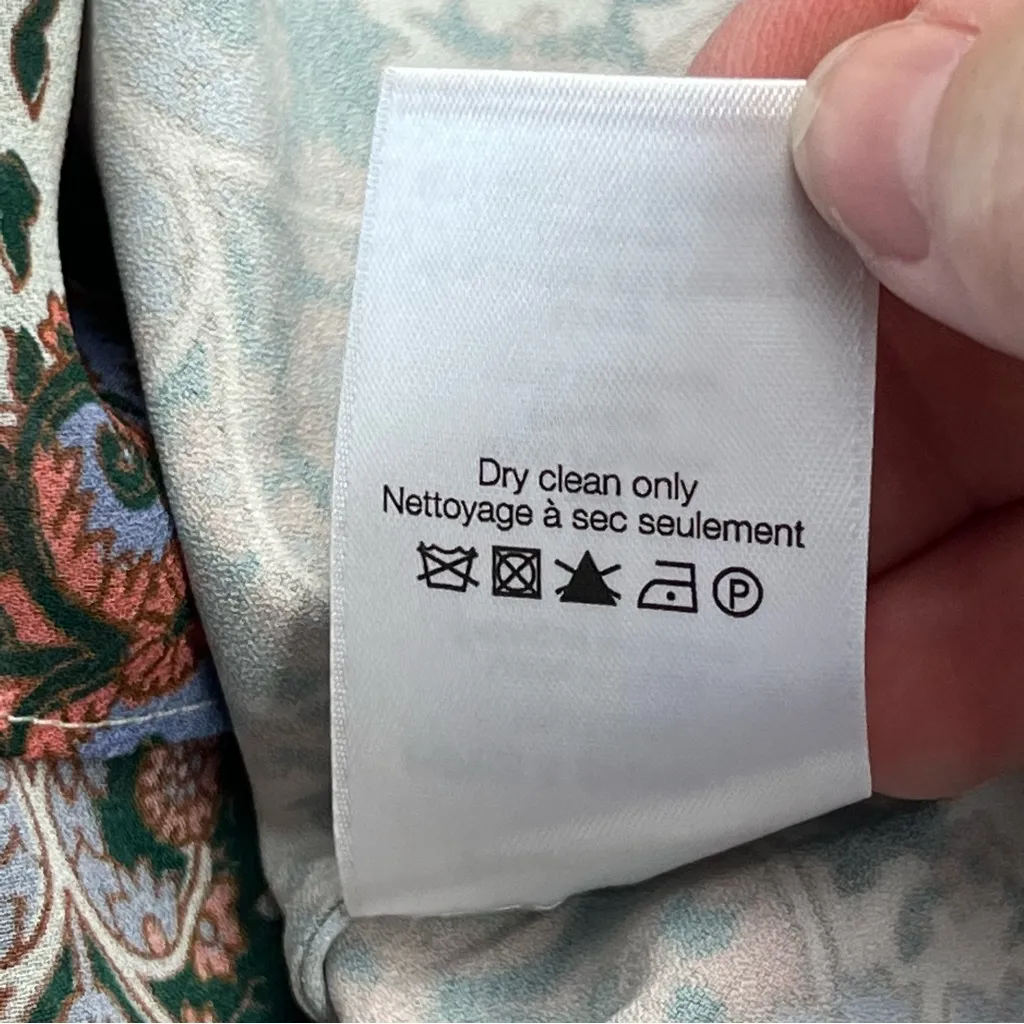 Dry clean only
Nettoyage à sec seulement
P